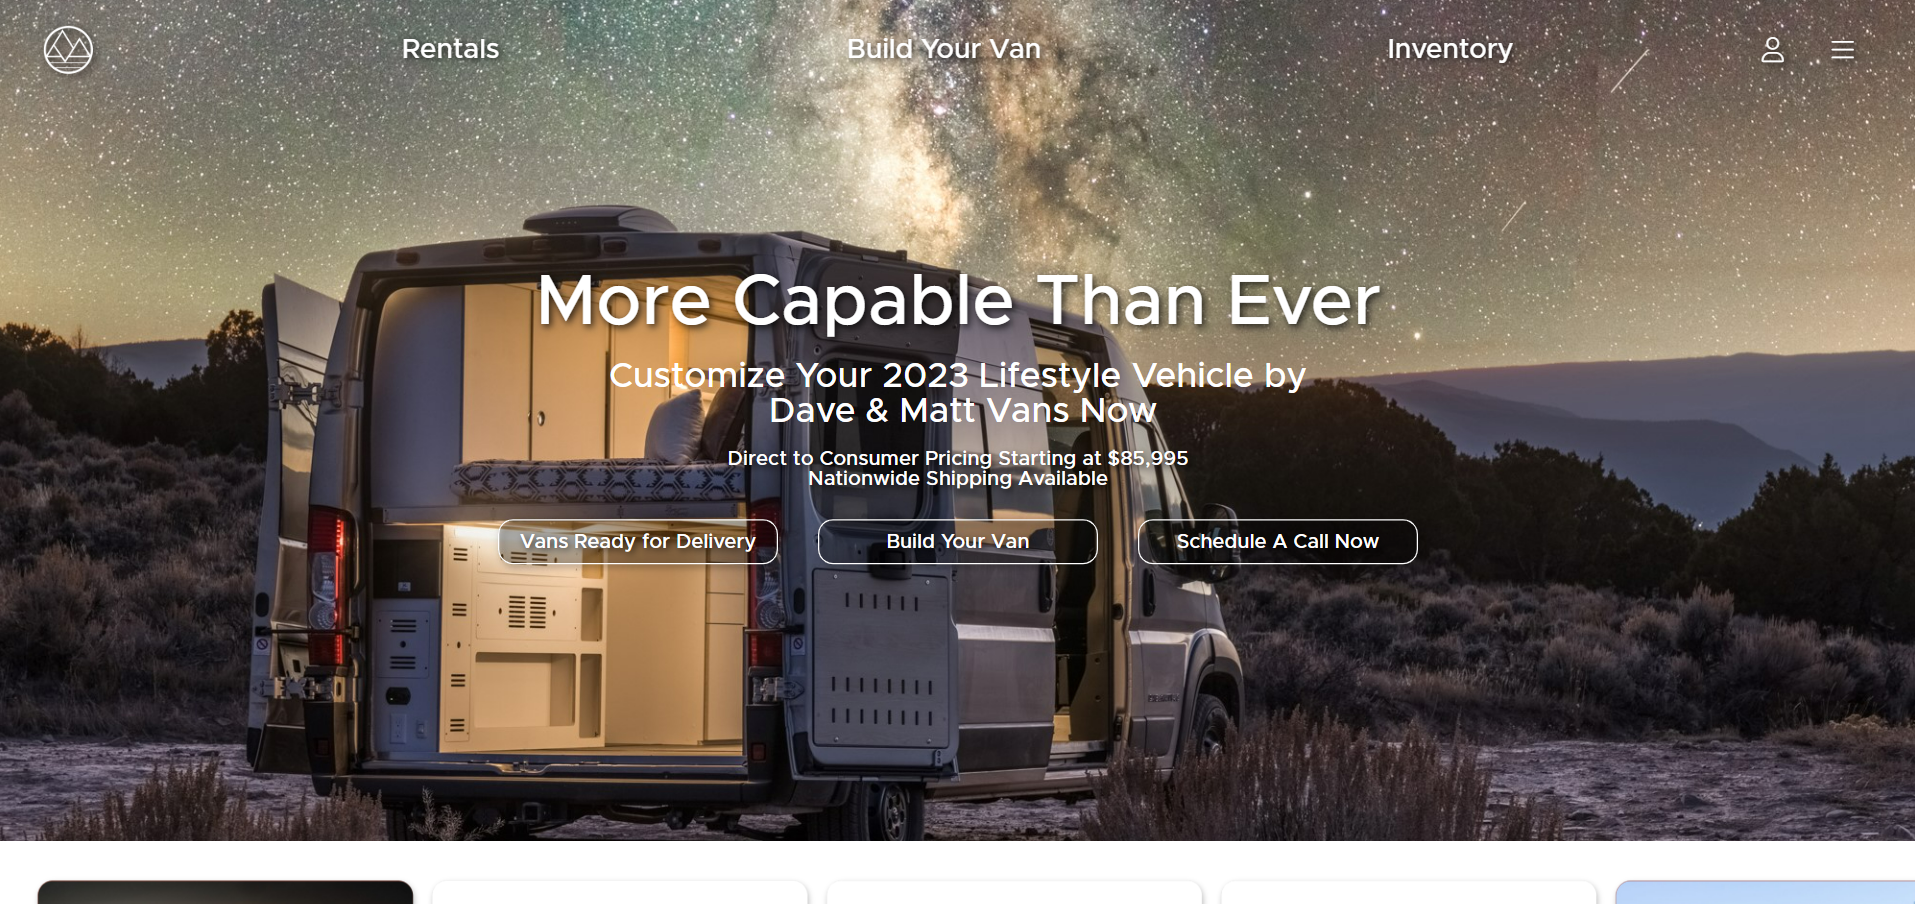 Rentals
Build Your Van
Inventory
More Capable Than Ever
Customize Your 2023 Lifestyle Vehicle by
Dave & Matt Vans Now
Direct to Consumer Pricing Starting at $85,995
Nationwide Shipping Available
Vans Ready for Delivery
Build Your Van
Schedule A Call Now